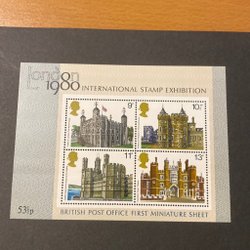 london
1980 INTERNATIONAL STAMP EXHIBITION
9p
10½p
11p
13p
53½p BRITISH POST OFFICE FIRST MINIATURE SHEET